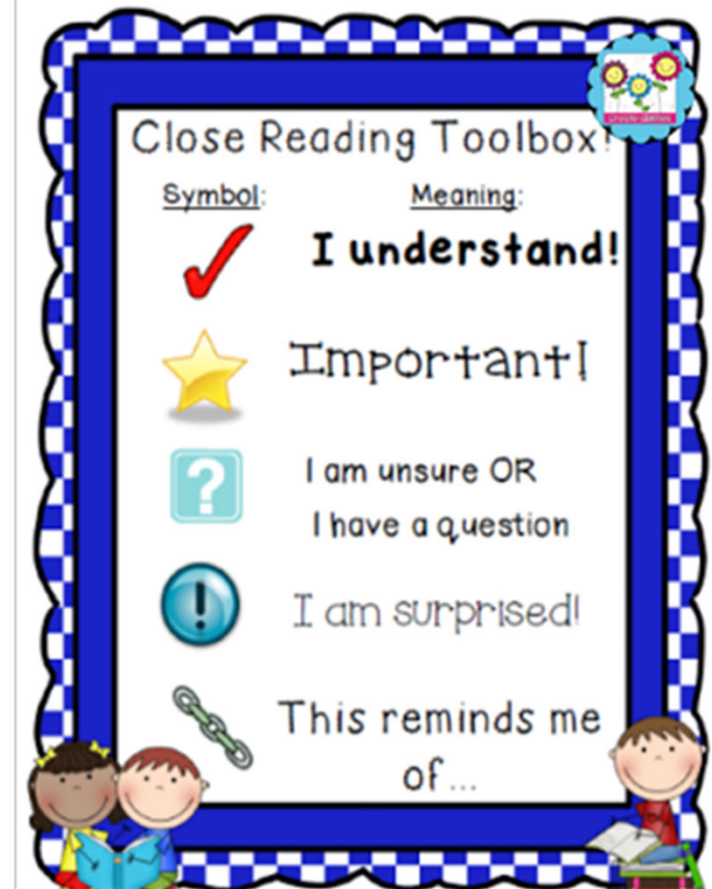 Close Reading Toolbox!
Symbol: Meaning:
I understand!
Important!
?
I am unsure OR
I have a question
!
I am surprised!
This reminds me
of...